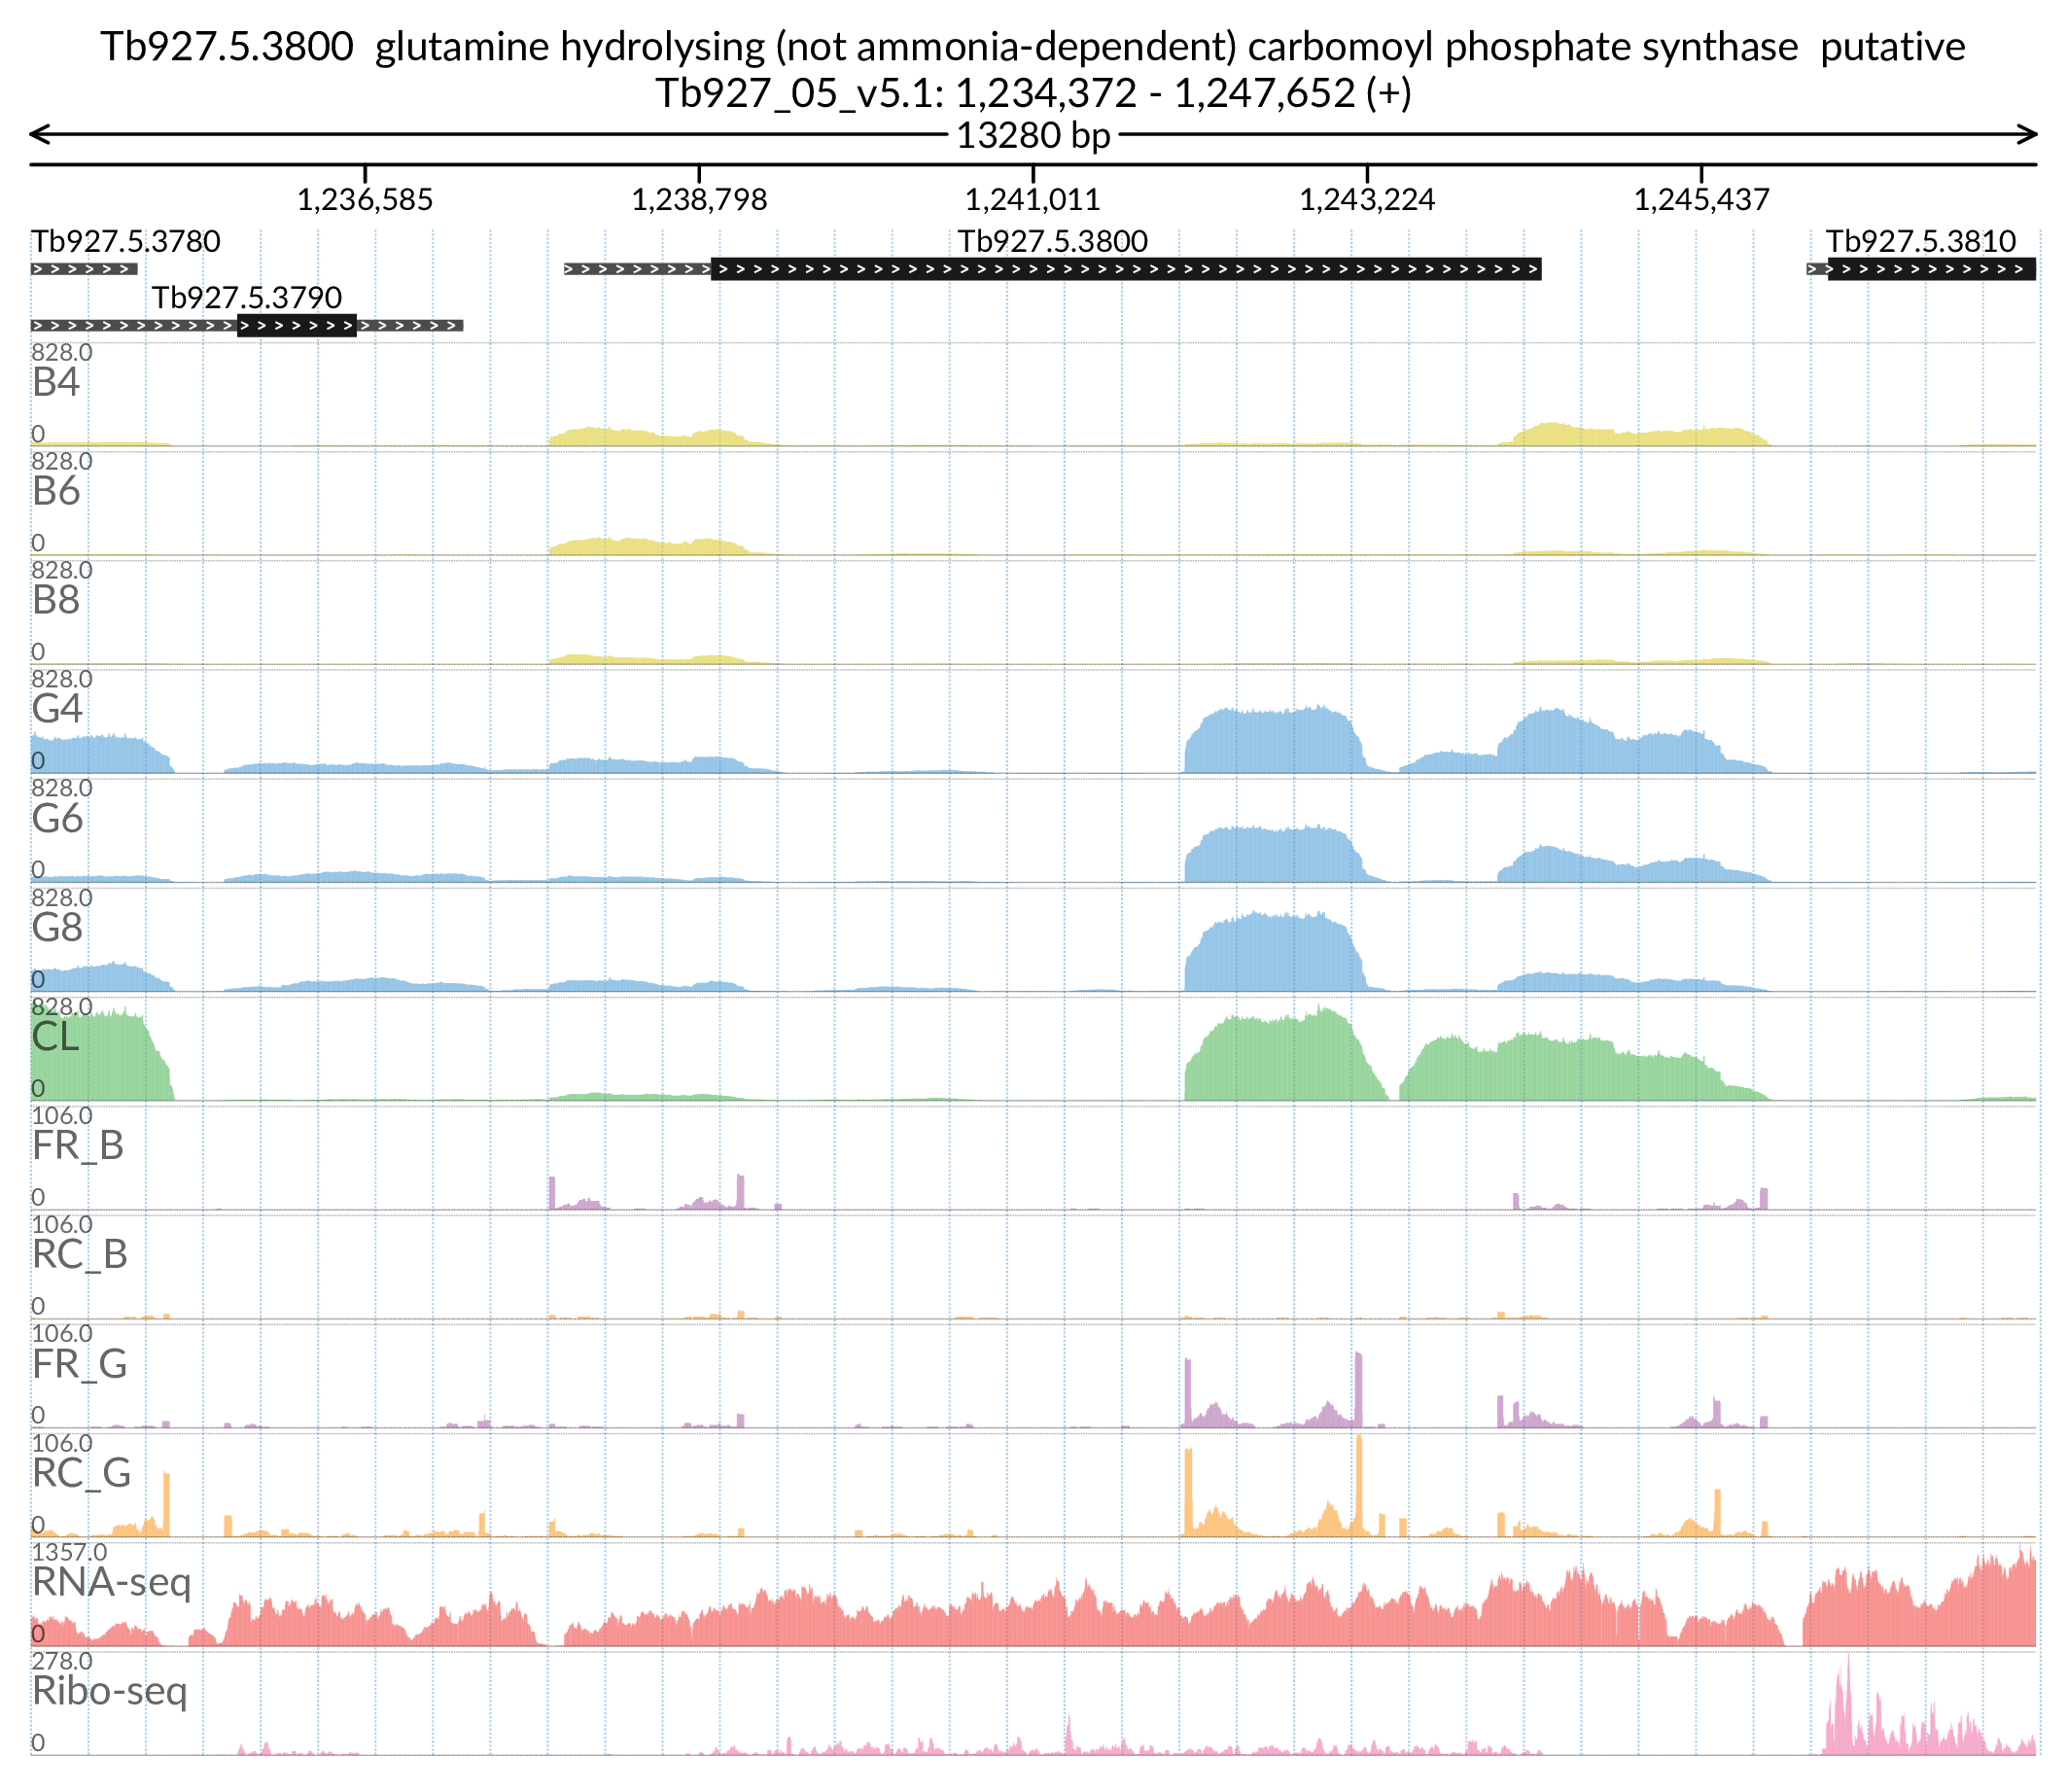 Tb927.5.3800  glutamine hydrolysing (not ammonia-dependent) carbomoyl phosphate synthase  putative
Tb927_05_v5.1: 1,234,372 - 1,247,652 (+)
13280 bp
1,236,585 1,238,798 1,241,011 1,243,224 1,245,437
Tb927.5.3780 Tb927.5.3800 Tb927.5.3810
Tb927.5.3790
828.0
B4
0
828.0
B6
0
828.0
B8
0
828.0
G4
0
828.0
G6
0
828.0
G8
0
828.0
CL
0
106.0
FR_B
0
106.0
RC_B
0
106.0
FR_G
0
106.0
RC_G
0
1357.0
RNA-seq
0
278.0
Ribo-seq
0